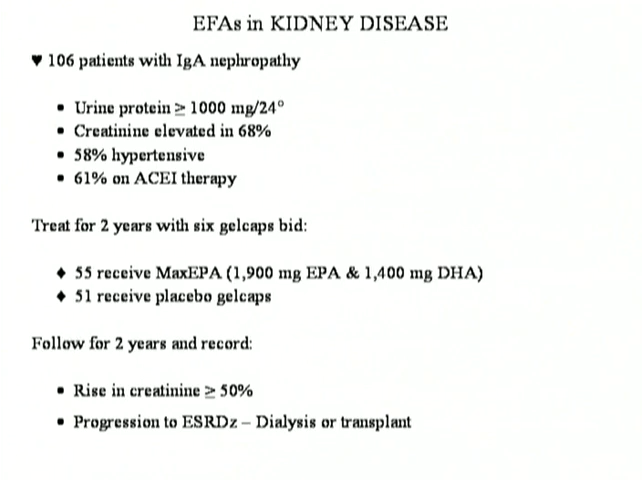 EFAs in KIDNEY DISEASE
♥ 106 patients with IgA nephropathy
• Urine protein ≥ 1000 mg/24°
• Creatinine elevated in 68%
• 58% hypertensive
• 61% on ACEI therapy
Treat for 2 years with six gelcaps bid:
♦ 55 receive MaxEPA (1,900 mg EPA & 1,400 mg DHA)
♦ 51 receive placebo gelcaps
Follow for 2 years and record:
• Rise in creatinine ≥ 50%
• Progression to ESRDz – Dialysis or transplant